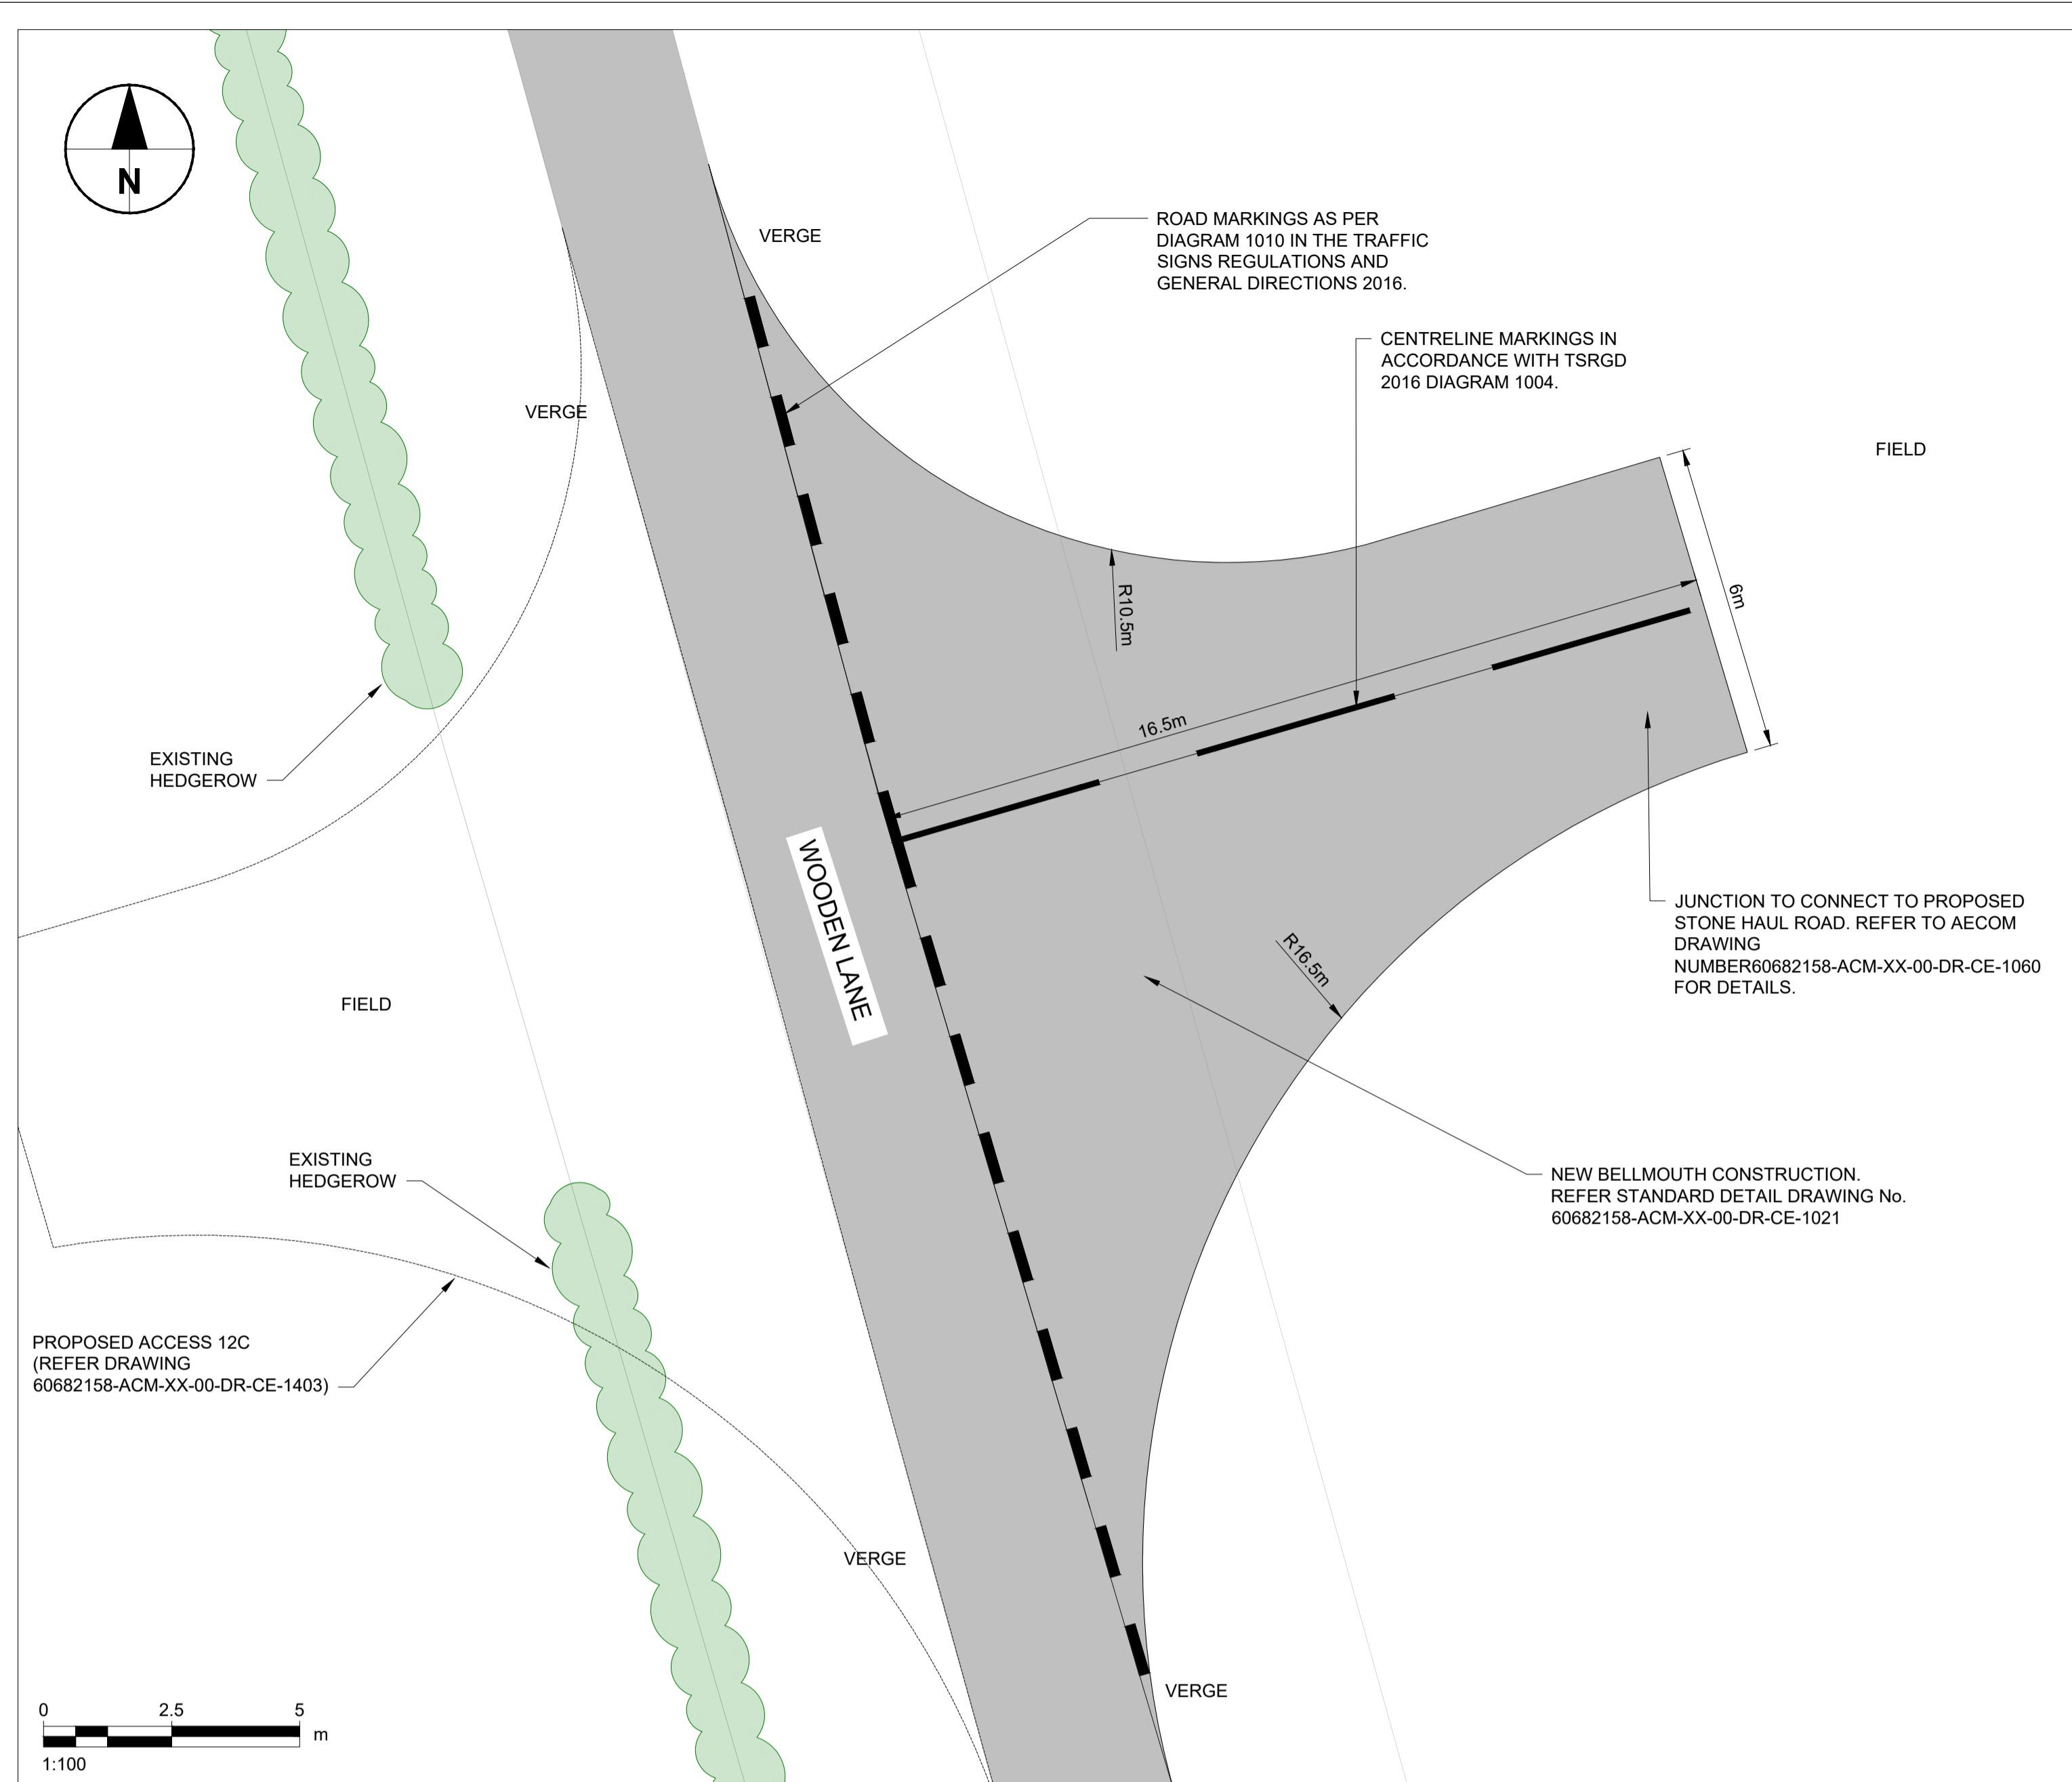 N
VERGE
ROAD MARKINGS AS PER
DIAGRAM 1010 IN THE TRAFFIC
SIGNS REGULATIONS AND
GENERAL DIRECTIONS 2016.
CENTRELINE MARKINGS IN
ACCORDANCE WITH TSRGD
2016 DIAGRAM 1004.
VERGE
FIELD
R10.5m
6m
16.5m
EXISTING
HEDGEROW
WOODEN LANE
JUNCTION TO CONNECT TO PROPOSED
STONE HAUL ROAD. REFER TO AECOM
DRAWING
NUMBER60682158-ACM-XX-00-DR-CE-1060
FOR DETAILS.
R16.5m
FIELD
EXISTING
HEDGEROW
NEW BELLMOUTH CONSTRUCTION.
REFER STANDARD DETAIL DRAWING No.
60682158-ACM-XX-00-DR-CE-1021
PROPOSED ACCESS 12C
(REFER DRAWING
60682158-ACM-XX-00-DR-CE-1403)
VERGE
VERGE
0 2.5 5
m
1:100